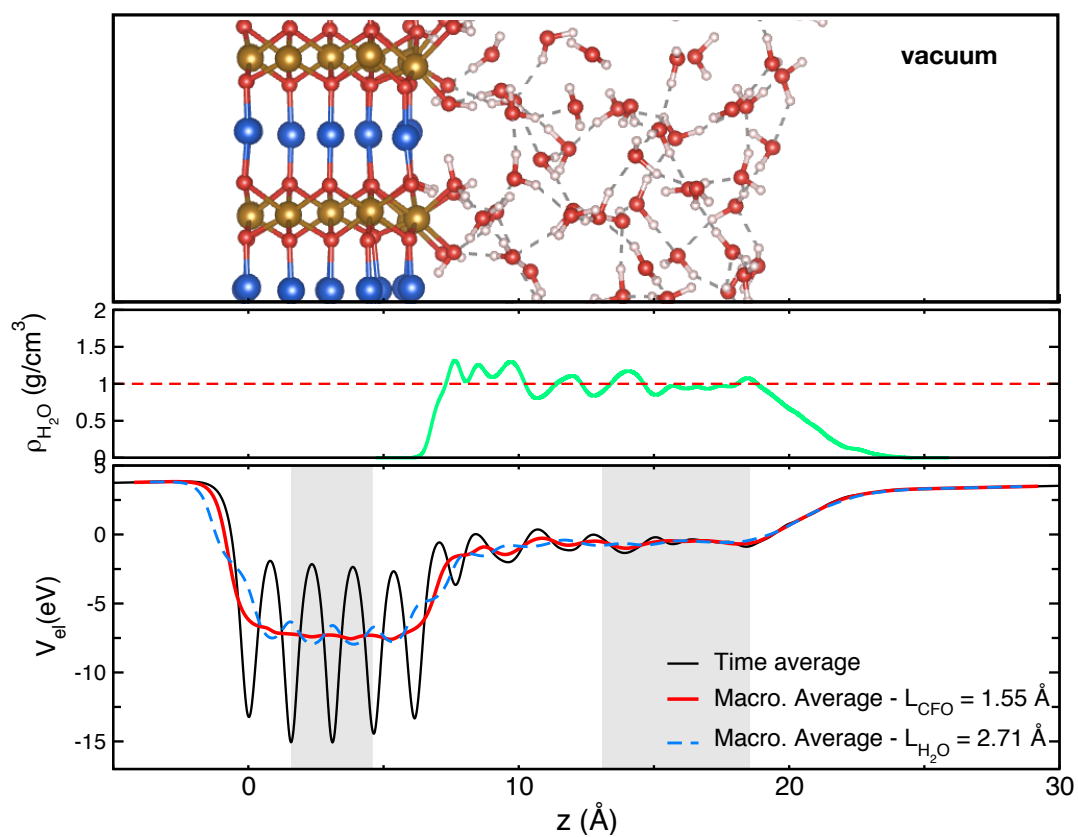 vacuum
2
1.5
1
0.5
0
ρH₂O (g/cm³)
5
0
-5
-10
-15
Vel(eV)
Time average
Macro. Average - LCFO = 1.55 Å
Macro. Average - LH₂O = 2.71 Å
0 10 20 30
z (Å)